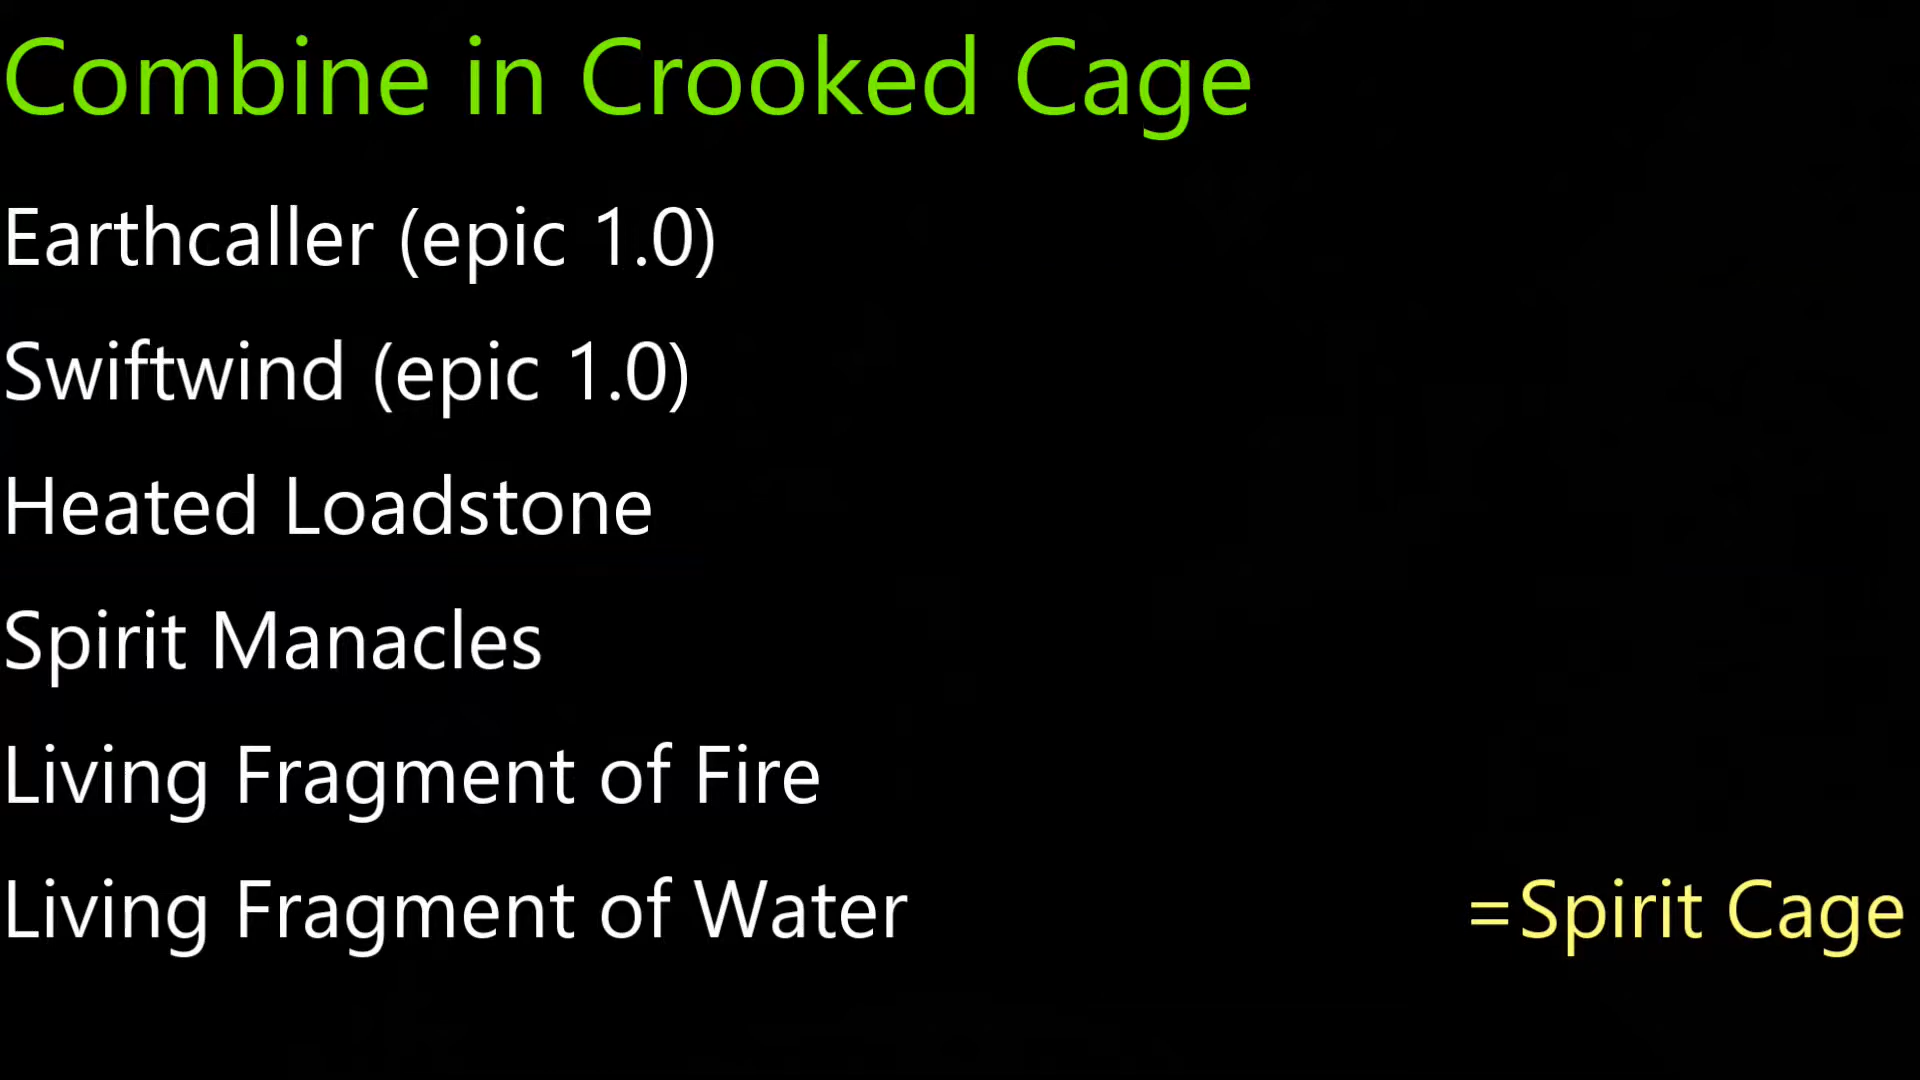 Combine in Crooked Cage
Earthcaller (epic 1.0)
Swiftwind (epic 1.0)
Heated Loadstone
Spirit Manacles
Living Fragment of Fire
Living Fragment of Water =Spirit Cage